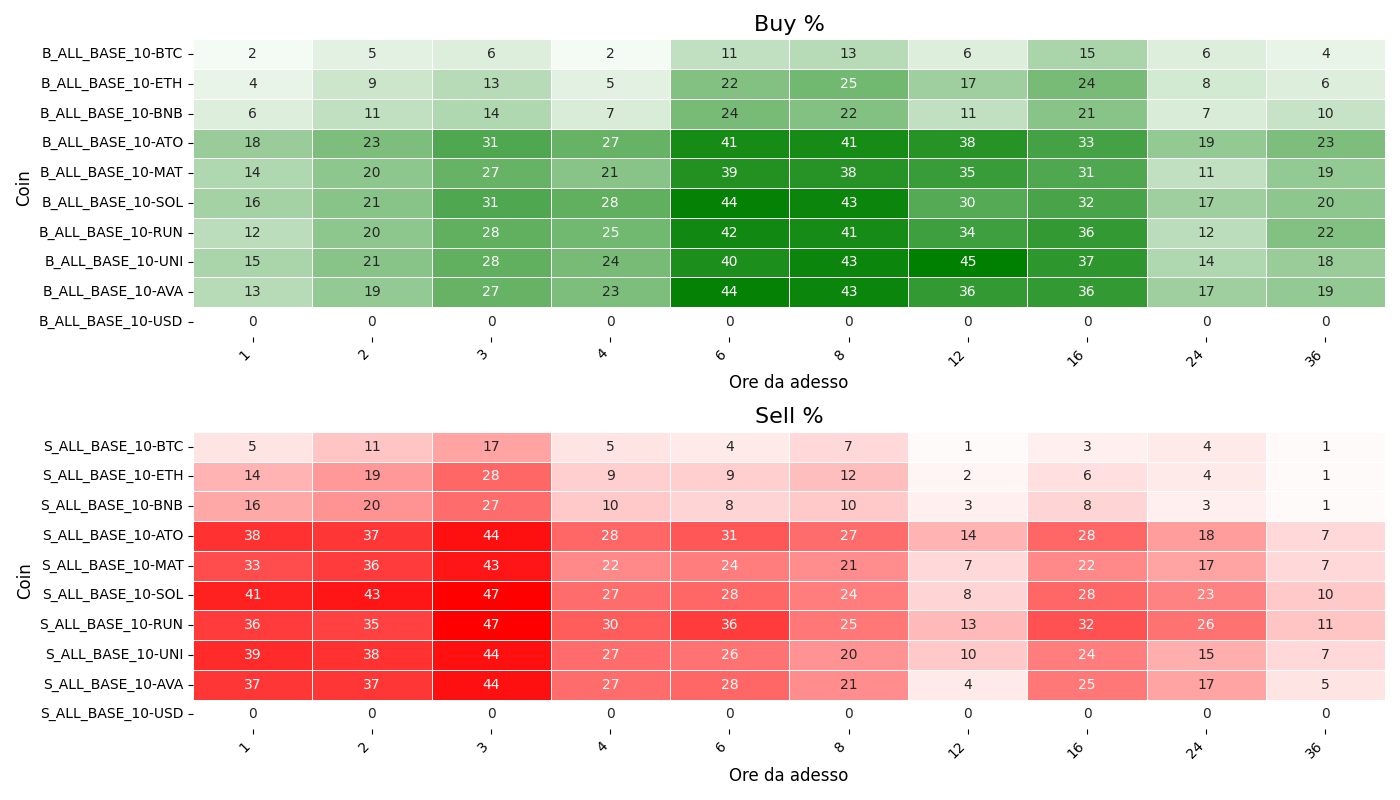 Buy %
Coin
B_ALL_BASE_10-BTC 2 5 6 2 11 13 6 15 6 4
B_ALL_BASE_10-ETH 4 9 13 5 22 25 17 24 8 6
B_ALL_BASE_10-BNB 6 11 14 7 24 22 11 21 7 10
B_ALL_BASE_10-ATO 18 23 31 27 41 41 38 33 19 23
B_ALL_BASE_10-MAT 14 20 27 21 39 38 35 31 11 19
B_ALL_BASE_10-SOL 16 21 31 28 44 43 30 32 17 20
B_ALL_BASE_10-RUN 12 20 28 25 42 41 34 36 12 22
B_ALL_BASE_10-UNI 15 21 28 24 40 43 45 37 14 18
B_ALL_BASE_10-AVA 13 19 27 23 44 43 36 36 17 19
B_ALL_BASE_10-USD 0 0 0 0 0 0 0 0 0 0
1 2 3 4 6 8 12 16 24 36
Ore da adesso
Sell %
Coin
S_ALL_BASE_10-BTC 5 11 17 5 4 7 1 3 4 1
S_ALL_BASE_10-ETH 14 19 28 9 9 12 2 6 4 1
S_ALL_BASE_10-BNB 16 20 27 10 8 10 3 8 3 1
S_ALL_BASE_10-ATO 38 37 44 28 31 27 14 28 18 7
S_ALL_BASE_10-MAT 33 36 43 22 24 21 7 22 17 7
S_ALL_BASE_10-SOL 41 43 47 27 28 24 8 28 23 10
S_ALL_BASE_10-RUN 36 35 47 30 36 25 13 32 26 11
S_ALL_BASE_10-UNI 39 38 44 27 26 20 10 24 15 7
S_ALL_BASE_10-AVA 37 37 44 27 28 21 4 25 17 5
S_ALL_BASE_10-USD 0 0 0 0 0 0 0 0 0 0
1 2 3 4 6 8 12 16 24 36
Ore da adesso